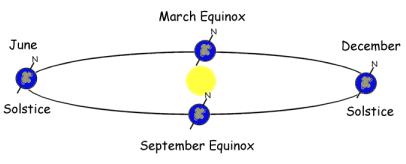 March Equinox
N
June
N
Solstice
December
N
Solstice
N
September Equinox